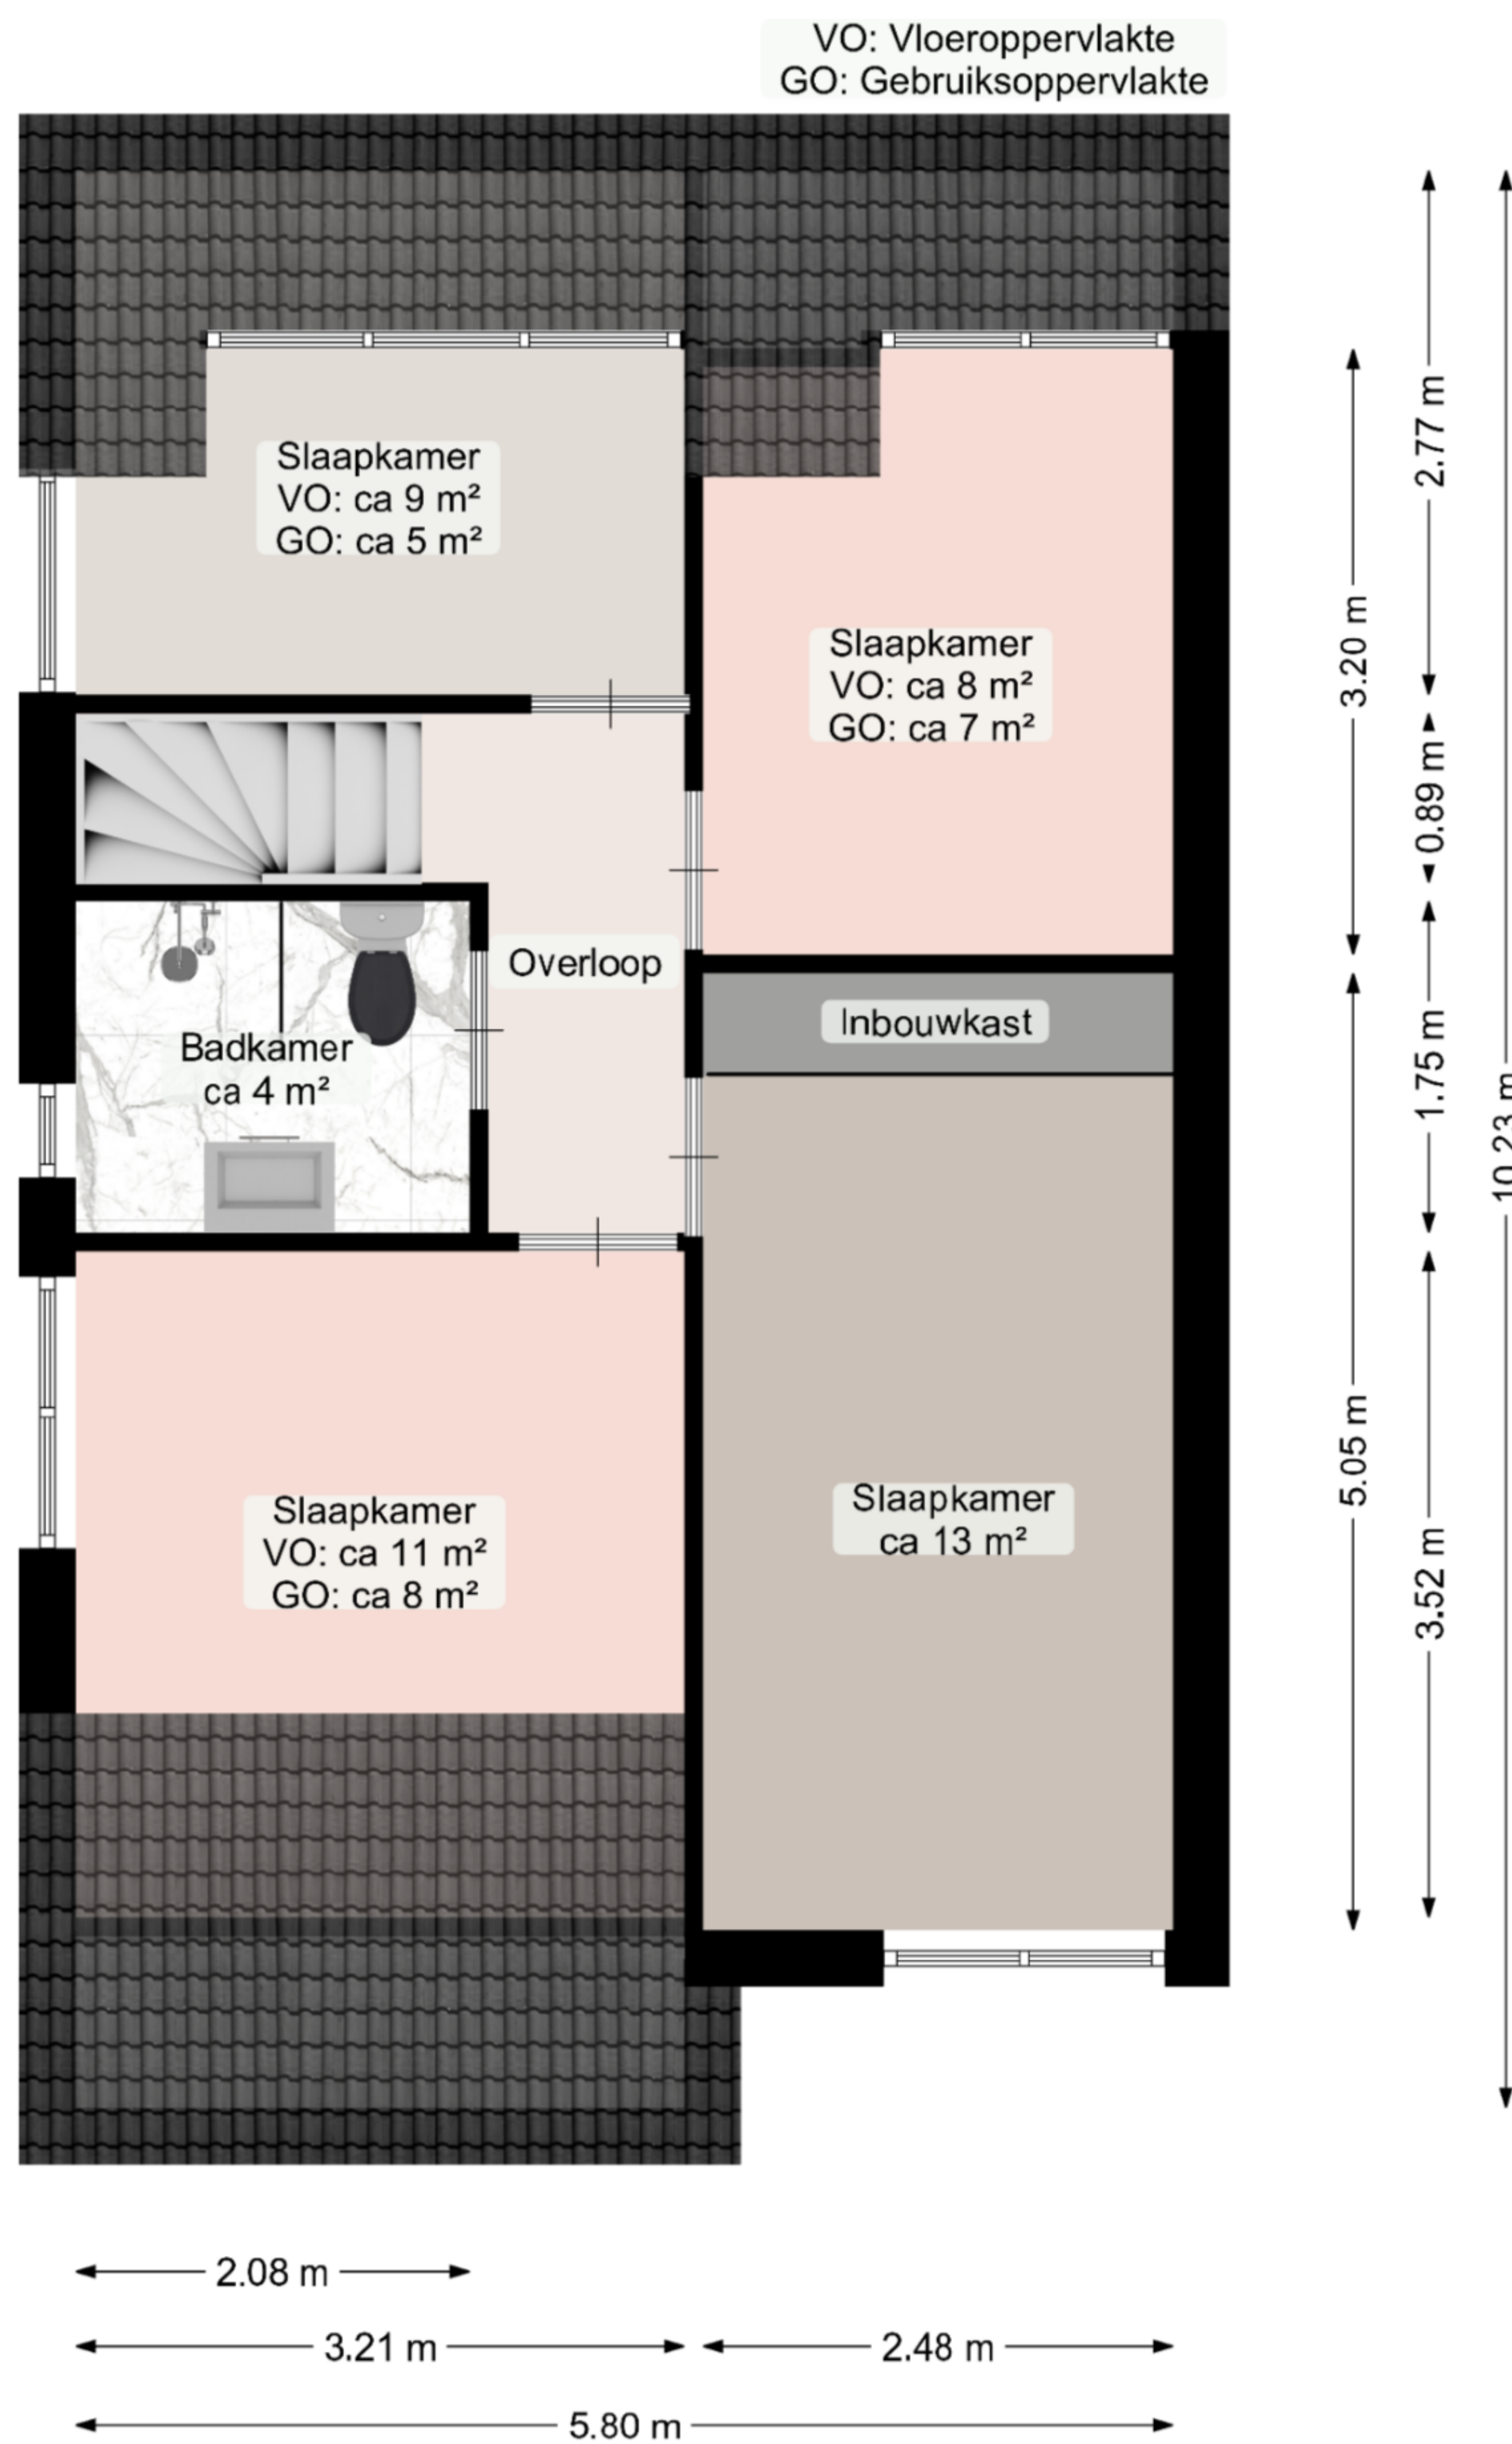 VO: Vloeroppervlakte
GO: Gebruiksoppervlakte
Slaapkamer
VO: ca 9 m²
GO: ca 5 m²
Slaapkamer
VO: ca 8 m²
GO: ca 7 m²
Overloop
Inbouwkast
Badkamer
ca 4 m²
Slaapkamer
VO: ca 11 m²
GO: ca 8 m²
Slaapkamer
ca 13 m²
3.20 m
5.05 m
2.77 m
0.89 m
1.75 m
3.52 m
10.23 m
2.08 m
3.21 m
2.48 m
5.80 m